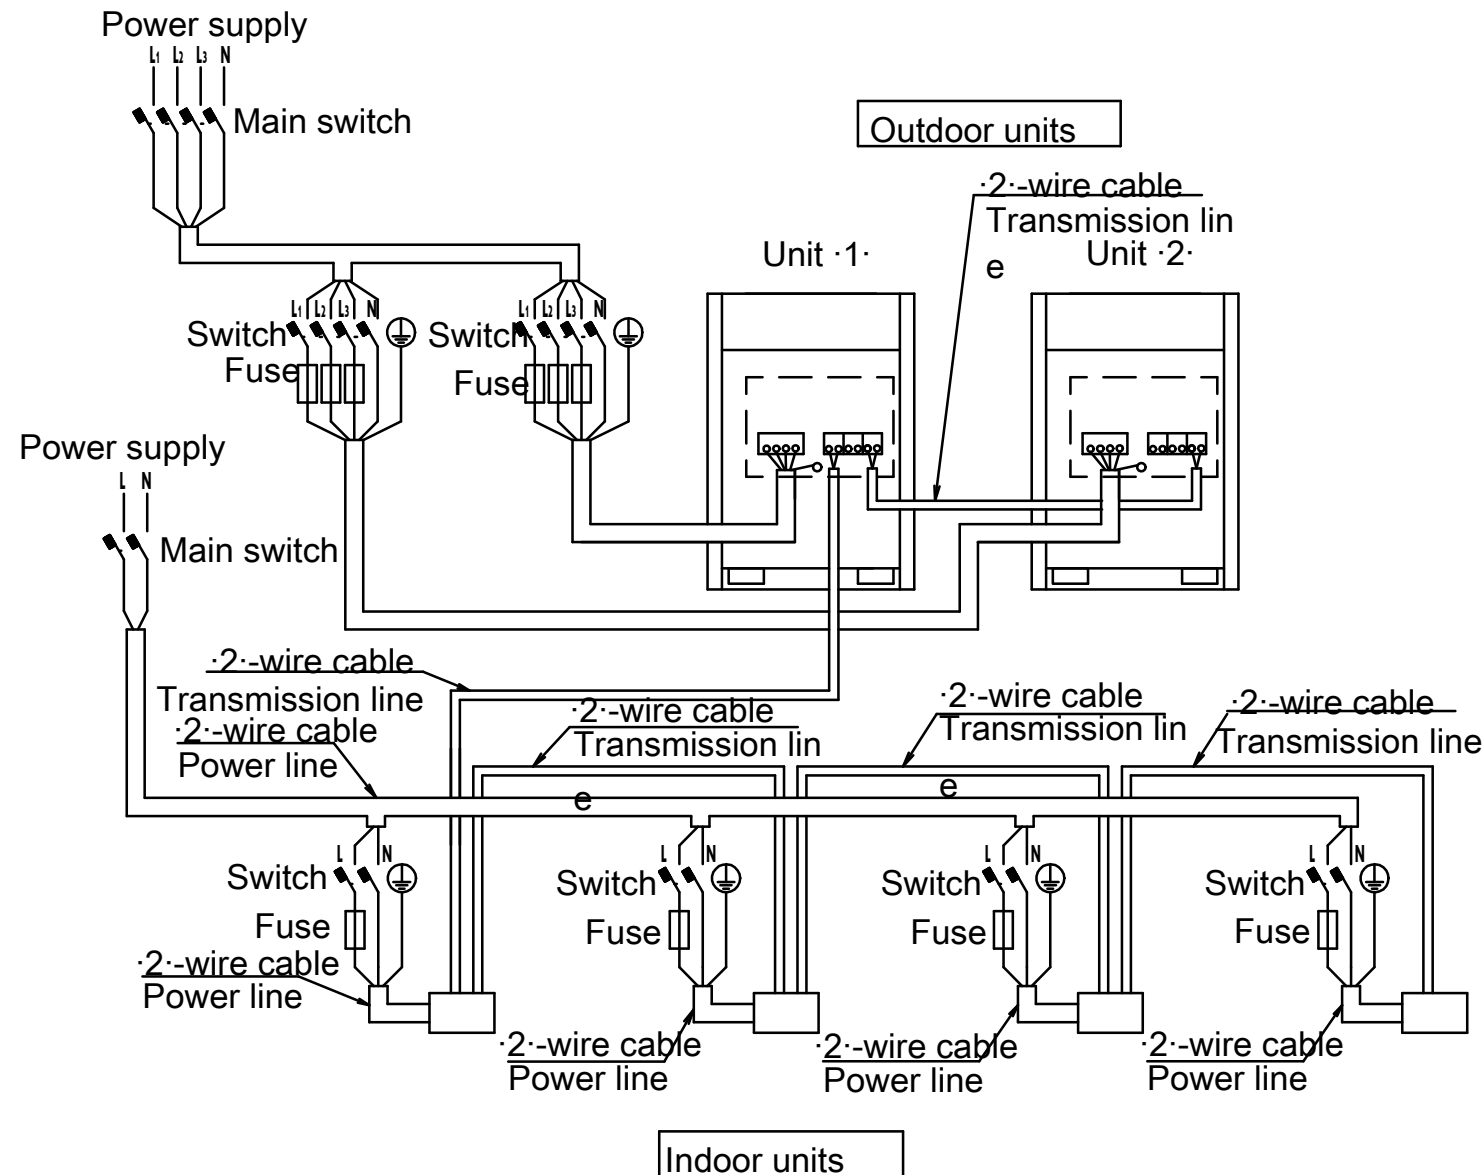 Power supply
L1 L2 L3 N
Main switch
Outdoor units
·2·-wire cable
Transmission lin
e
Unit ·1·
Unit ·2·
L1 L2 L3 N
Switch
Fuse
L1 L2 L3 N
Switch
Fuse
Power supply
L N
Main switch
·2·-wire cable
Transmission line
·2·-wire cable
Power line
·2·-wire cable
Transmission lin
e
·2·-wire cable
Transmission lin
e
·2·-wire cable
Transmission line
L N
Switch
Fuse
·2·-wire cable
Power line
L N
Switch
Fuse
·2·-wire cable
Power line
L N
Switch
Fuse
·2·-wire cable
Power line
L N
Switch
Fuse
·2·-wire cable
Power line
Indoor units